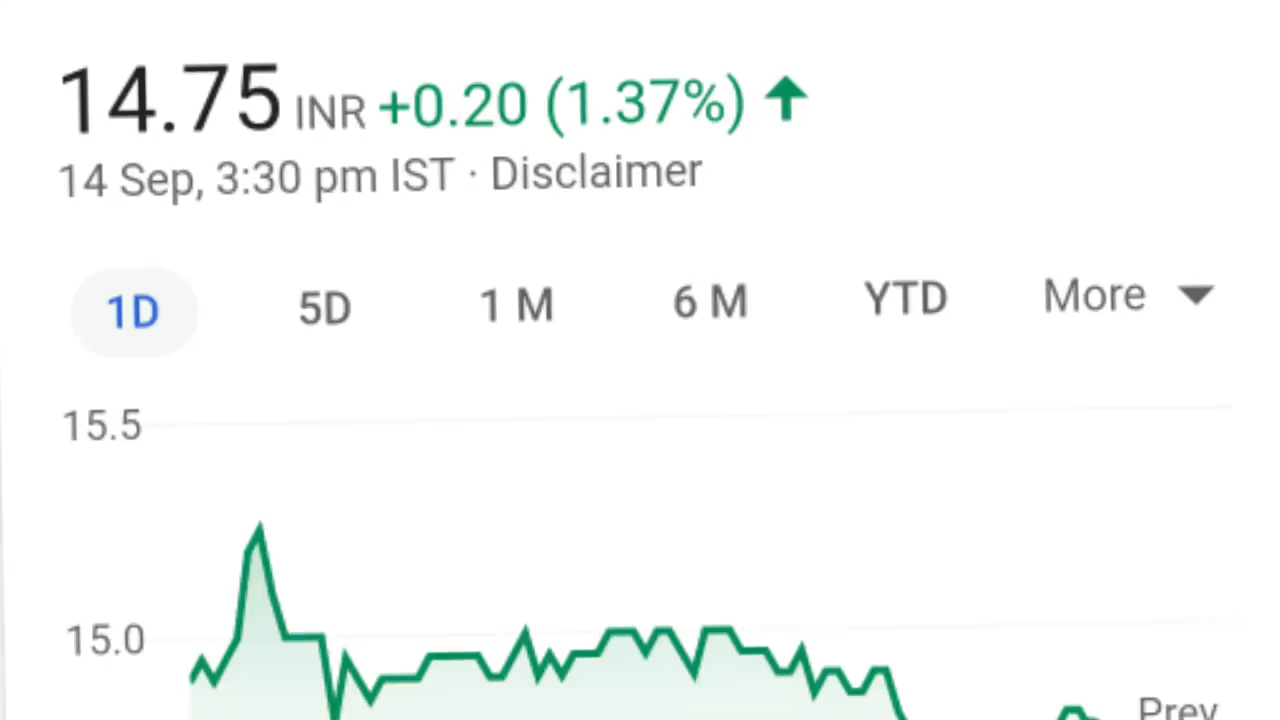 14.75 INR +0.20 (1.37%) ↑
14 Sep, 3:30 pm IST · Disclaimer
1D 5D 1 M 6 M YTD More
15.5
15.0
Prev